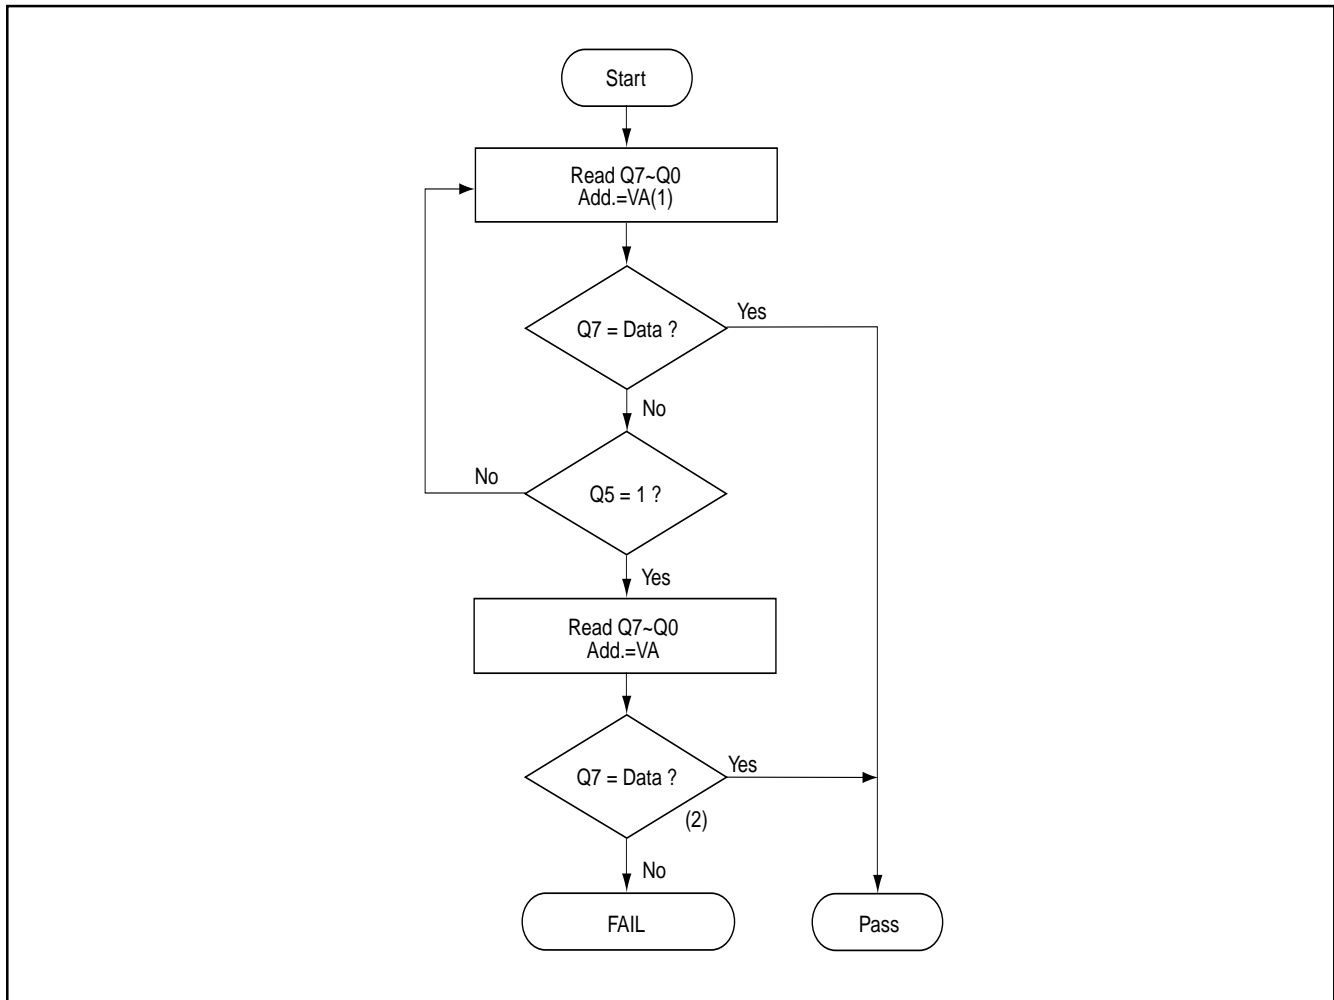 Start
Read Q7~Q0
Add.=VA(1)
Q7 = Data ?
Yes
No
No
Q5 = 1 ?
Yes
Read Q7~Q0
Add.=VA
Q7 = Data ?
Yes
(2)
No
FAIL
Pass